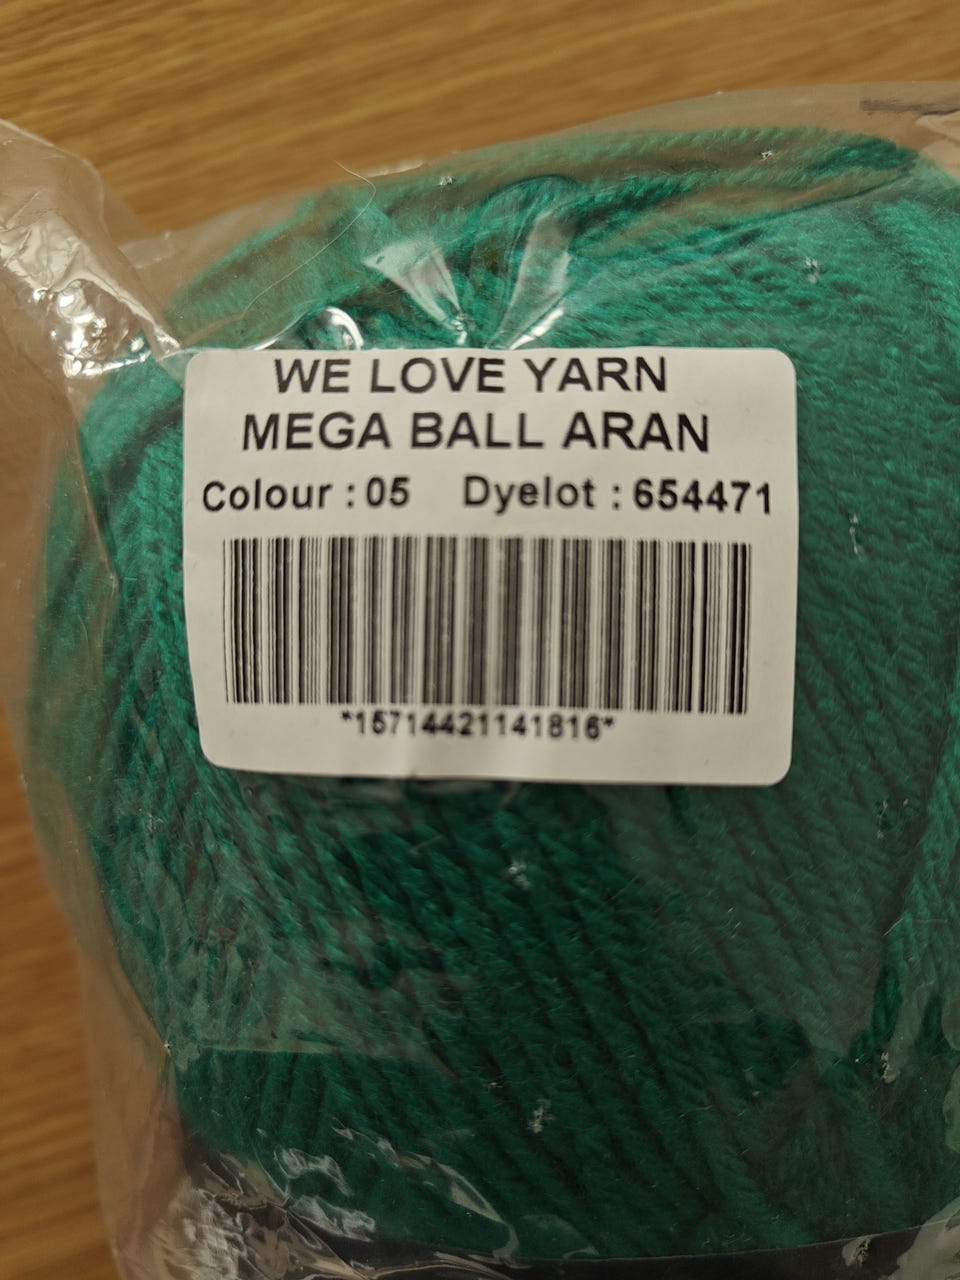 WE LOVE YARN
MEGA BALL ARAN
Colour : 05 Dyelot : 654471
*15714421141816*